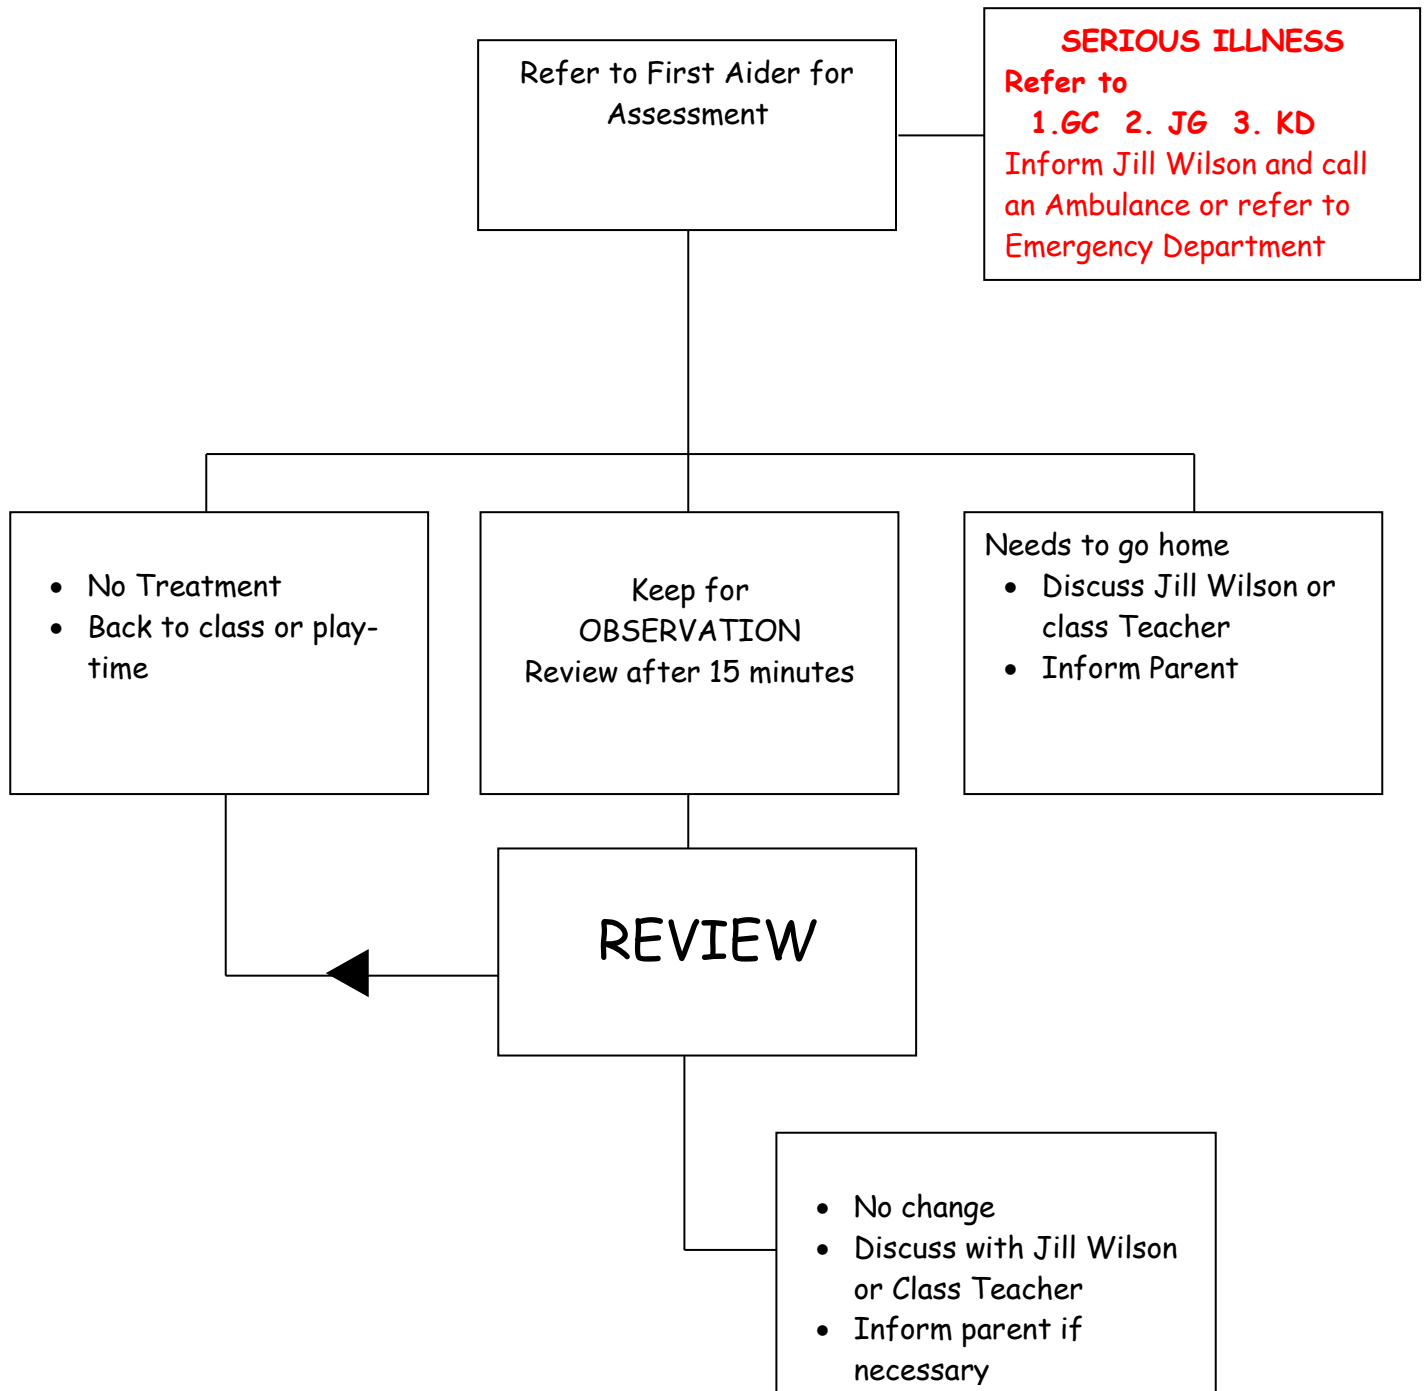 Refer to First Aider for
Assessment
SERIOUS ILLNESS
Refer to
1.GC 2. JG 3. KD
Inform Jill Wilson and call
an Ambulance or refer to
Emergency Department
• No Treatment
• Back to class or play-
time
Keep for
OBSERVATION
Review after 15 minutes
Needs to go home
• Discuss Jill Wilson or
class Teacher
• Inform Parent
REVIEW
• No change
• Discuss with Jill Wilson
or Class Teacher
• Inform parent if
necessary